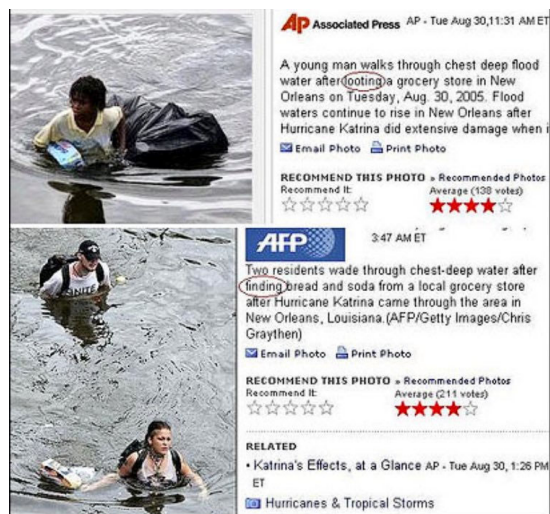 AP Associated Press AP - Tue Aug 30, 11:31 AM ET
A young man walks through chest deep flood
water after looting a grocery store in New
Orleans on Tuesday, Aug. 30, 2005. Flood
waters continue to rise in New Orleans after
Hurricane Katrina did extensive damage when
Email Photo Print Photo
RECOMMEND THIS PHOTO » Recommended Photos
Recommend It: Average (138 votes)
AFP 3:47 AM ET
Two residents wade through chest-deep water after
finding bread and soda from a local grocery store
after Hurricane Katrina came through the area in
New Orleans, Louisiana.(AFP/Getty Images/Chris
Graythen)
Email Photo Print Photo
RECOMMEND THIS PHOTO » Recommended Photos
Recommend It: Average (211 votes)
RELATED
• Katrina's Effects, at a Glance AP - Tue Aug 30, 1:26 PM
ET
Hurricanes & Tropical Storms